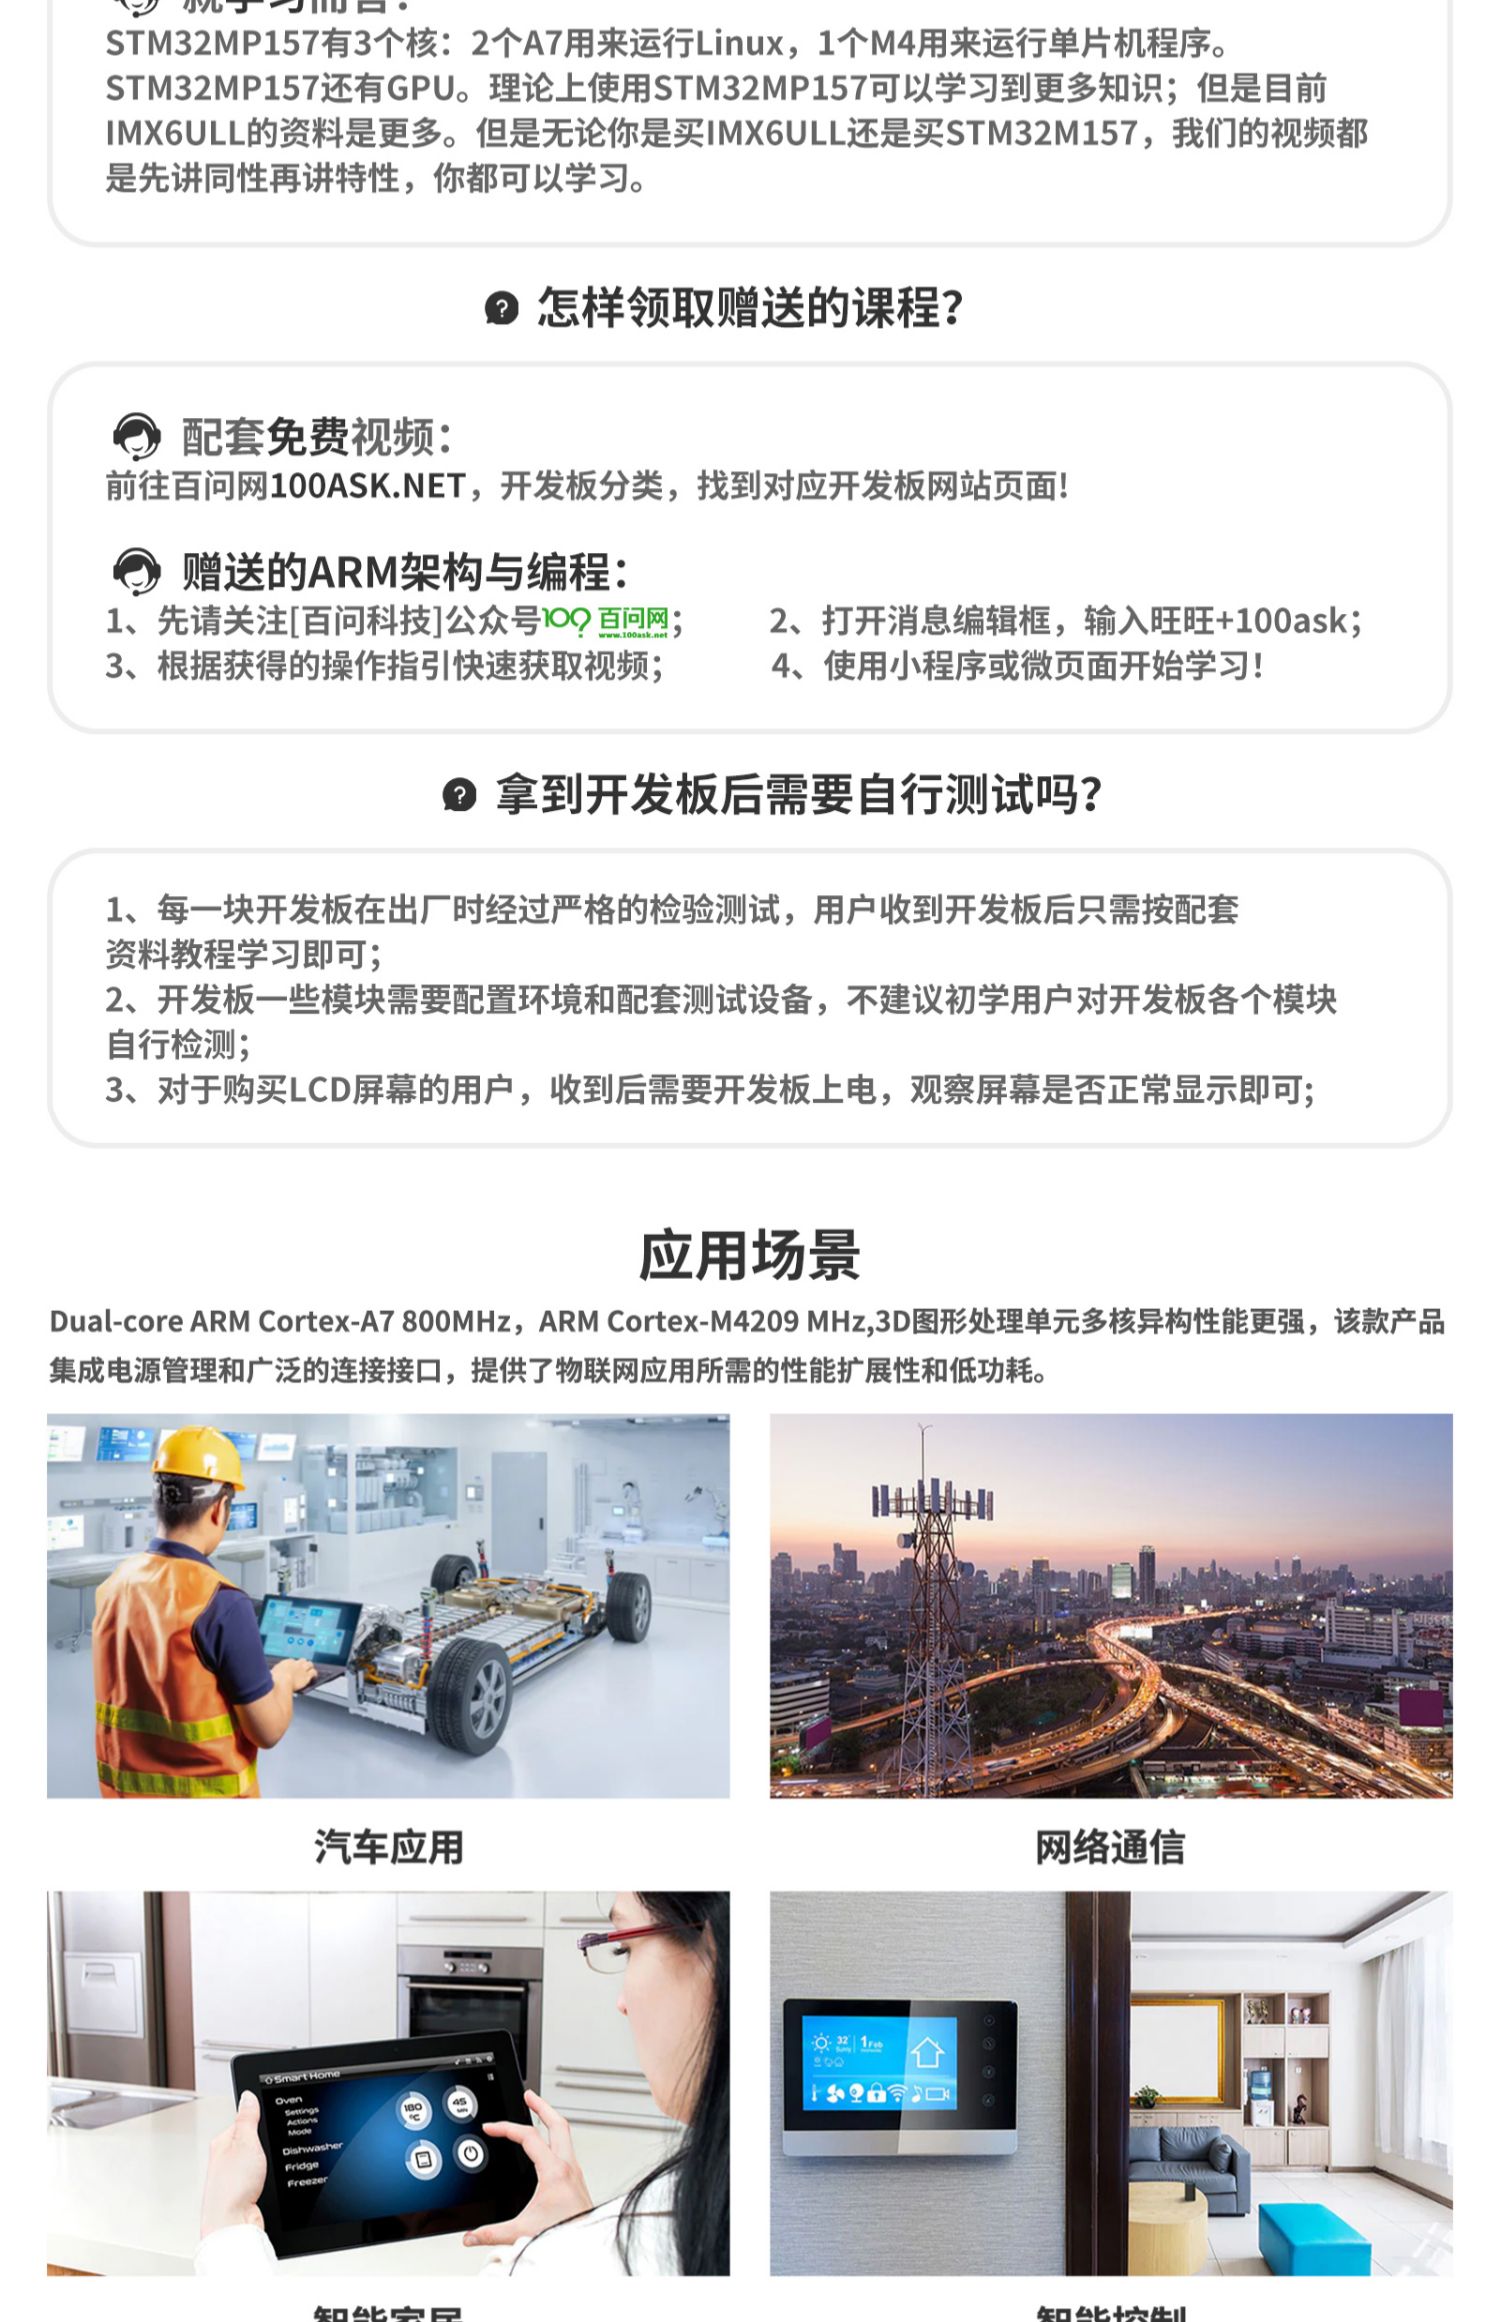 就学习而言：
STM32MP157有3个核：2个A7用来运行Linux，1个M4用来运行单片机程序。
STM32MP157还有GPU。理论上使用STM32MP157可以学习到更多知识；但是目前
IMX6ULL的资料是更多。但是无论你是买IMX6ULL还是买STM32M157，我们的视频都
是先讲同性再讲特性，你都可以学习。
怎样领取赠送的课程？
配套免费视频：
前往百问网100ASK.NET，开发板分类，找到对应开发板网站页面！
赠送的ARM架构与编程：
1、先请关注[百问科技]公众号100? 百问网 www.100ask.net；
2、打开消息编辑框，输入旺旺+100ask；
3、根据获得的操作指引快速获取视频；
4、使用小程序或微页面开始学习！
拿到开发板后需要自行测试吗？
1、每一块开发板在出厂时经过严格的检验测试，用户收到开发板后只需按配套
资料教程学习即可；
2、开发板一些模块需要配置环境和配套测试设备，不建议初学用户对开发板各个模块
自行检测；
3、对于购买LCD屏幕的用户，收到后需要开发板上电，观察屏幕是否正常显示即可；
应用场景
Dual-core ARM Cortex-A7 800MHz，ARM Cortex-M4209 MHz,3D图形处理单元多核异构性能更强，该款产品
集成电源管理和广泛的连接接口，提供了物联网应用所需的性能扩展性和低功耗。
汽车应用
网络通信
Smart Home
Oven
Settings
Actions
Mode
Dishwasher
Fridge
Freezer
180
°C
45
MIN
32°
Sunny
1 Feb
智能家居
智能控制